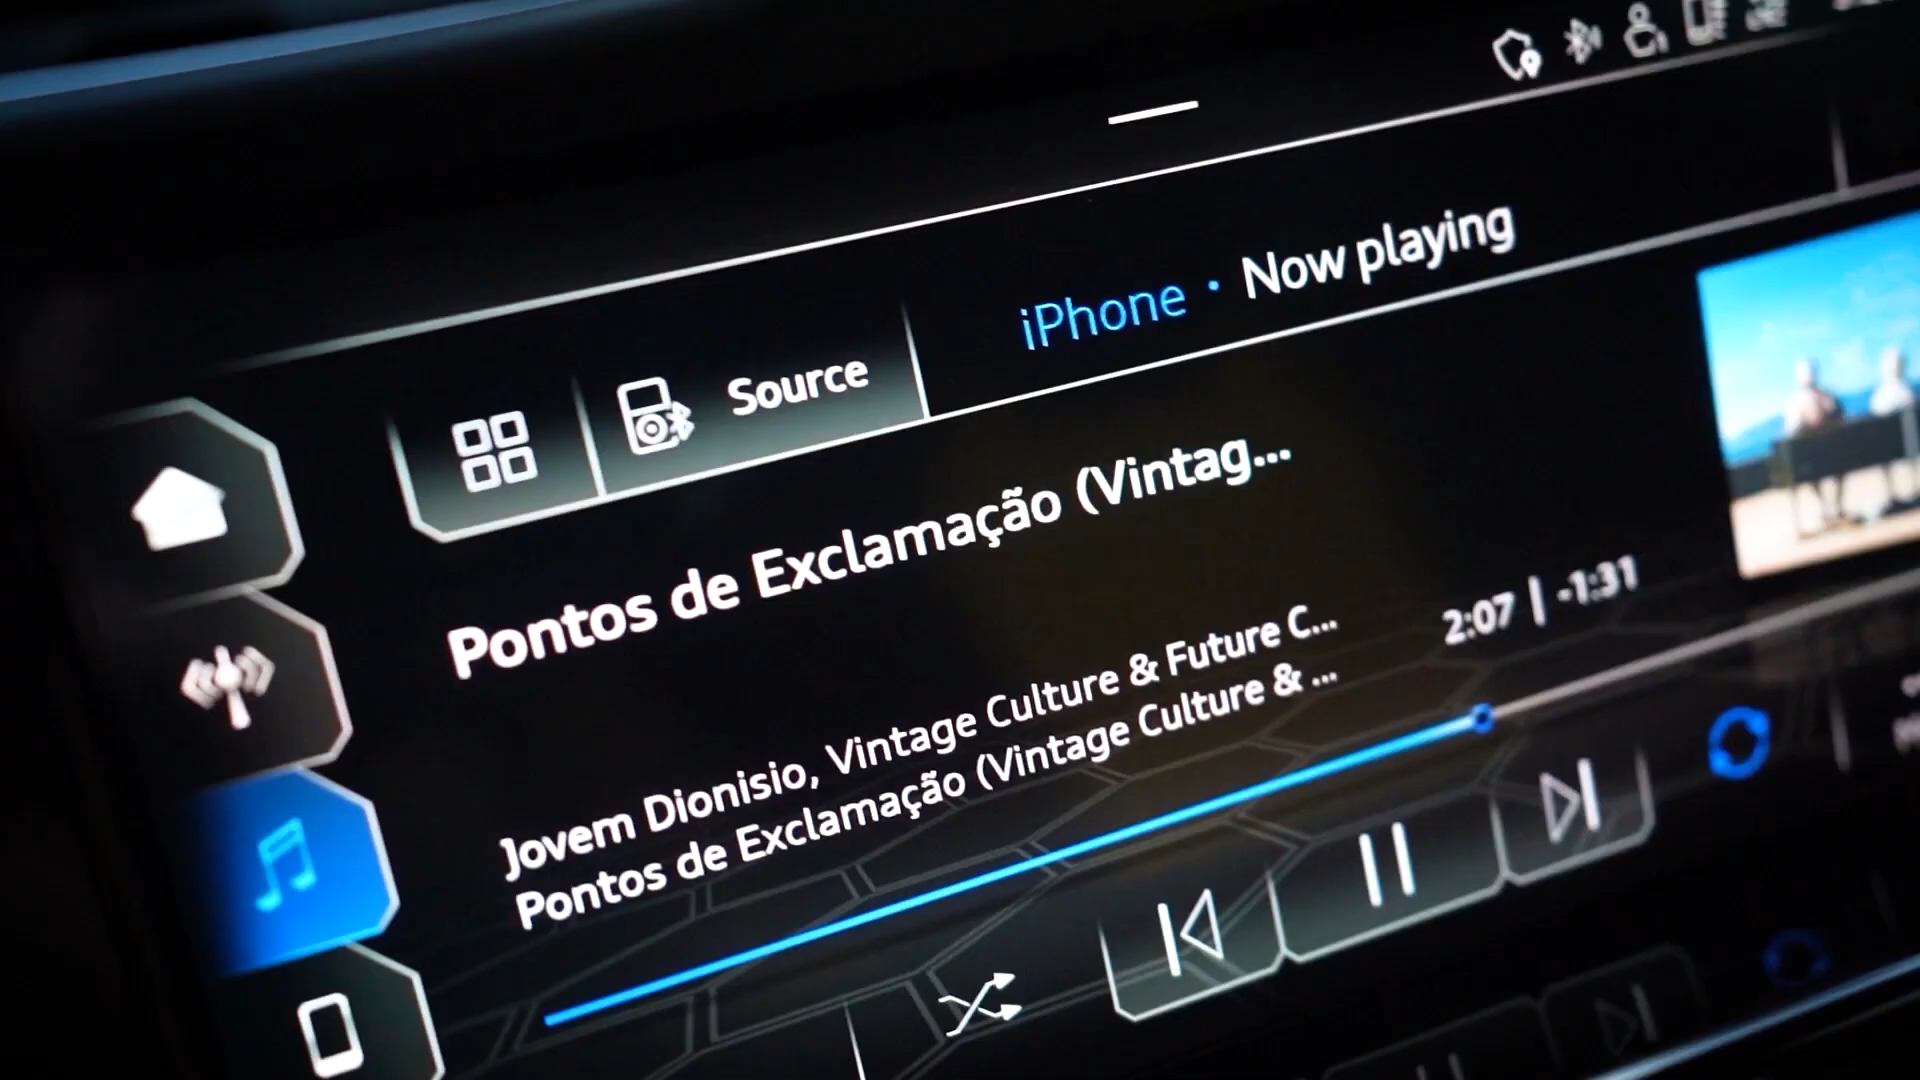 iPhone • Now playing
Source
Pontos de Exclamação (Vintag...
2:07 | -1:31
Jovem Dionisio, Vintage Culture & Future C...
Pontos de Exclamação (Vintage Culture & ...